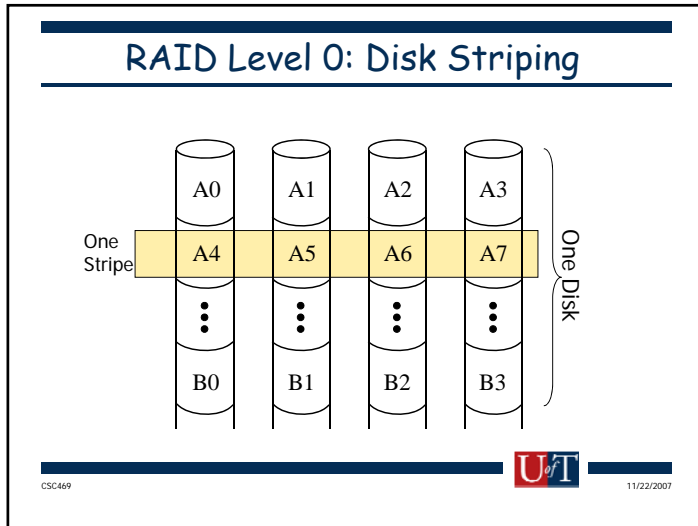 RAID Level 0: Disk Striping
A0 A1 A2 A3
One
Stripe
A4 A5 A6 A7
One Disk
B0 B1 B2 B3
CSC469
UofT
11/22/2007